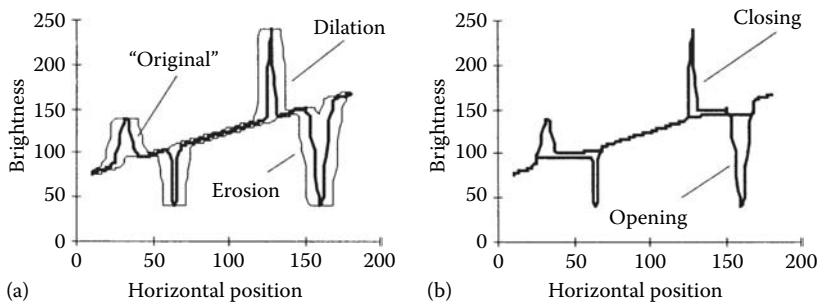 250
200
150
100
50
0
Brightness
"Original"
Dilation
Erosion
0 50 100 150 200
Horizontal position
(a)
250
200
150
100
50
0
Brightness
Closing
Opening
0 50 100 150 200
Horizontal position
(b)